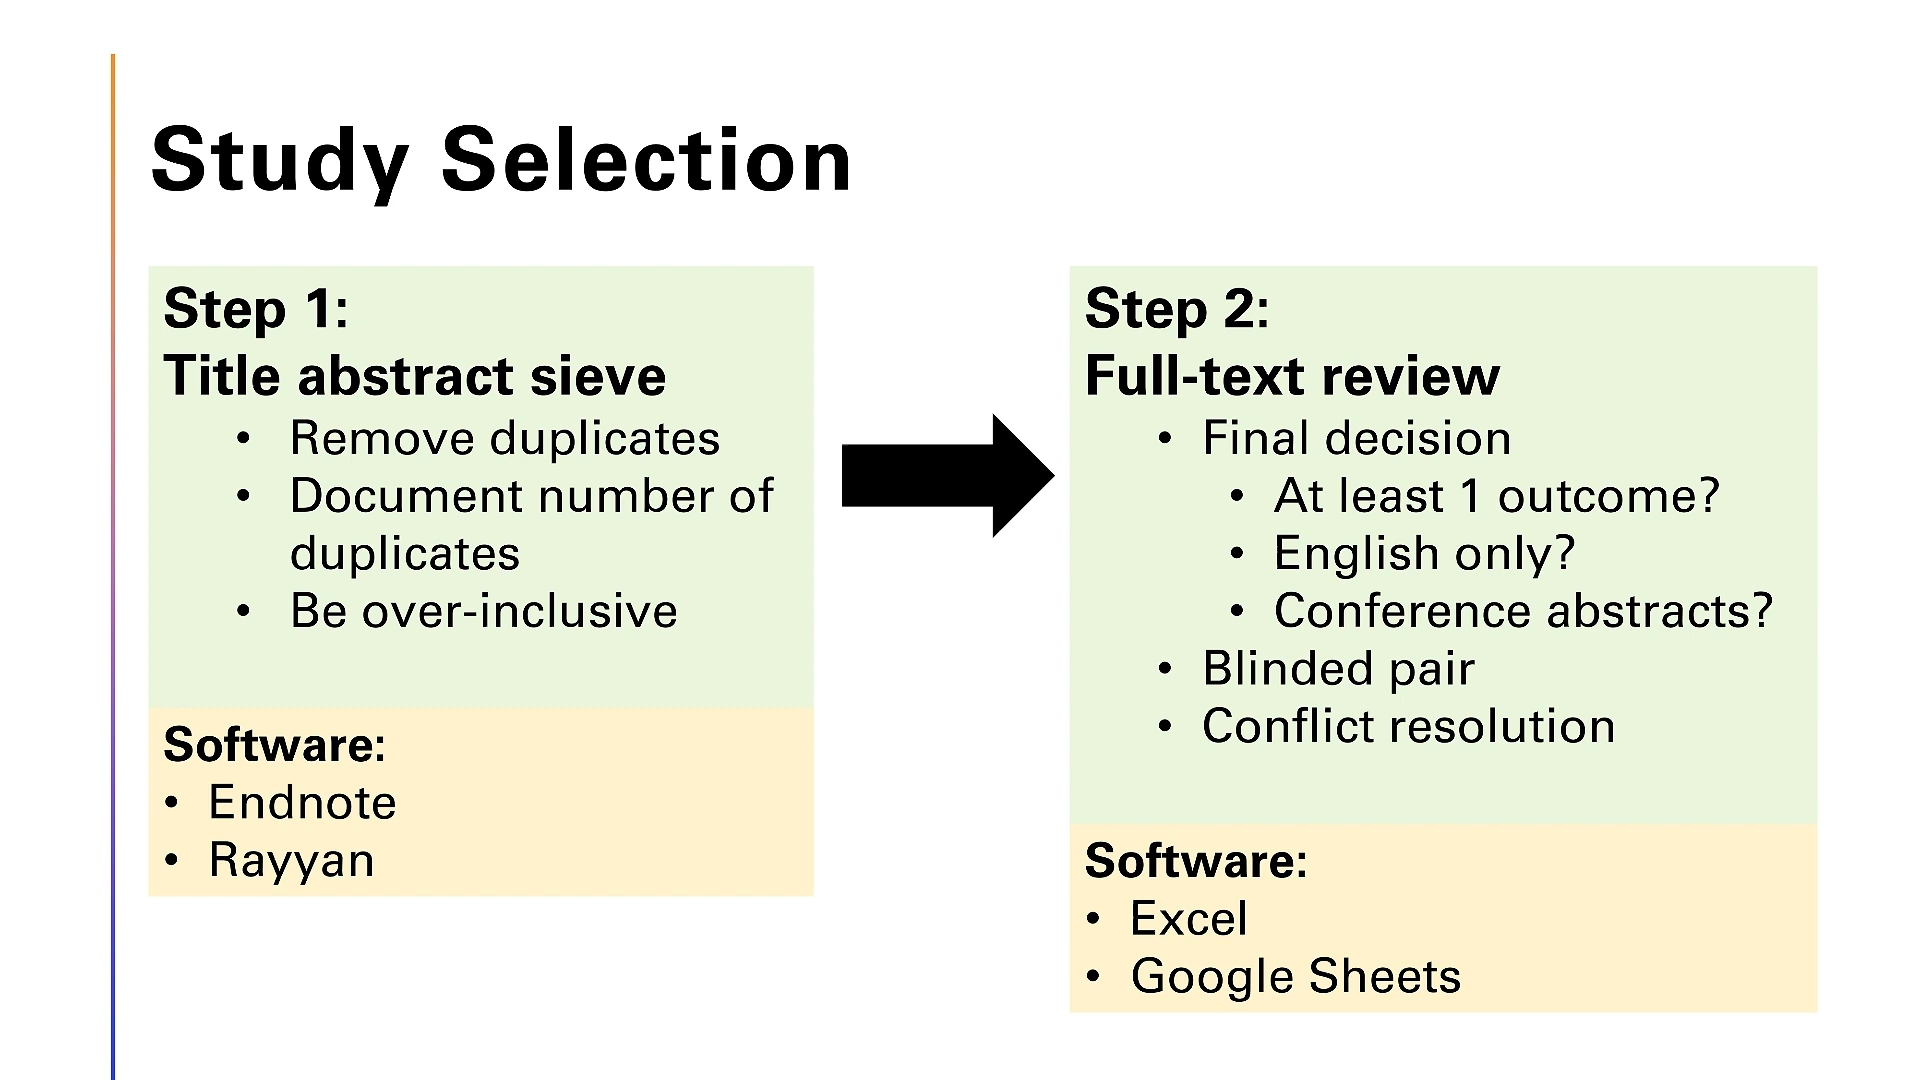 Study Selection
Step 1:
Title abstract sieve
• Remove duplicates
• Document number of
duplicates
• Be over-inclusive
Software:
• Endnote
• Rayyan
Step 2:
Full-text review
• Final decision
• At least 1 outcome?
• English only?
• Conference abstracts?
• Blinded pair
• Conflict resolution
Software:
• Excel
• Google Sheets